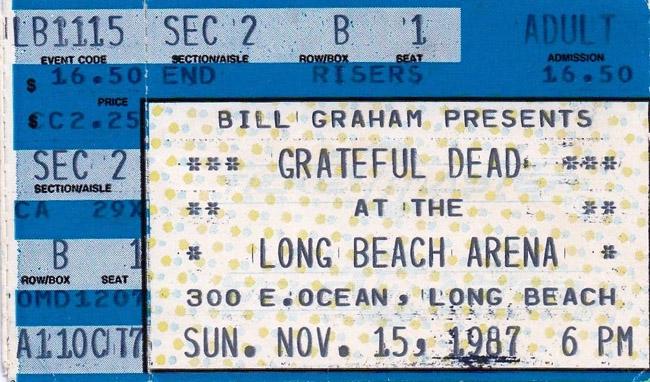 LB1115 SEC 2 B 1 ADULT
EVENT CODE SECTION/AISLE ROW/BOX SEAT ADMISSION
$ 16.50 END RISERS 16.50
PRICE
CC2.25
SEC 2
SECTION/AISLE
CA 29X
B 1
ROW/BOX SEAT
OMD1207
A110CIT7
BILL GRAHAM PRESENTS
*** GRATEFUL DEAD ***
** AT THE **
* LONG BEACH ARENA *
300 E.OCEAN, LONG BEACH
SUN. NOV. 15, 1987 6 PM